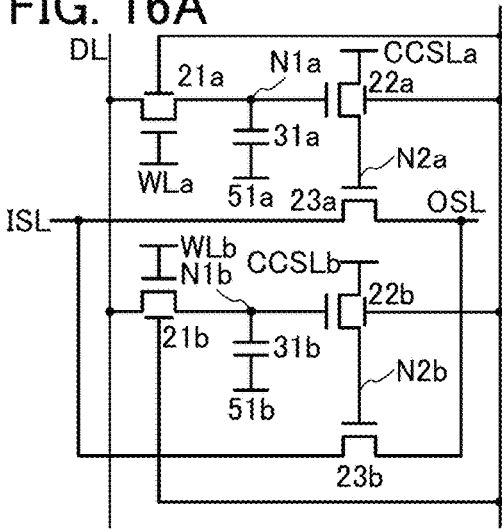 FIG. 16A
DL
21a
N1a
CCSLa
22a
31a
WLa
51a
N2a
23a
OSL
ISL
WLb
N1b
CCSLb
22b
21b
31b
51b
N2b
23b